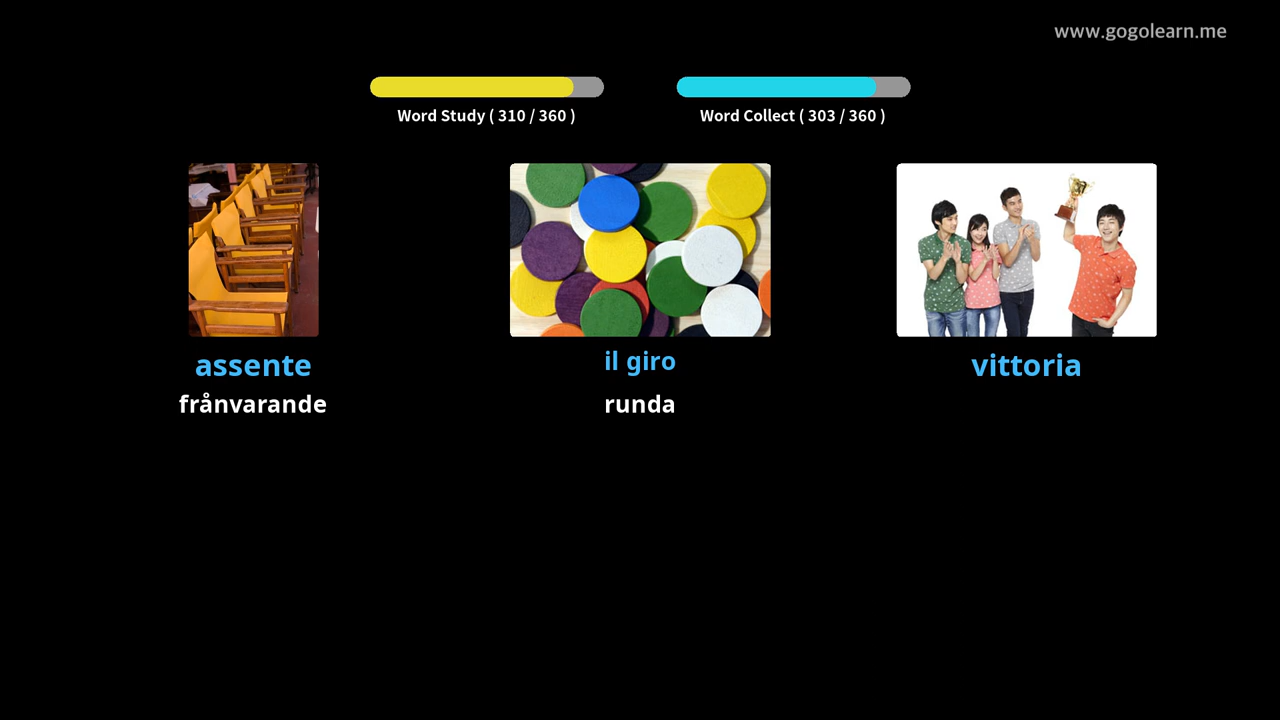 www.gogolearn.me
Word Study ( 310 / 360 )
Word Collect ( 303 / 360 )
assente
frånvarande
il giro
runda
vittoria